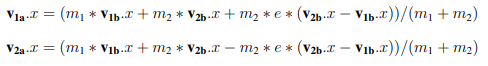 v₁ₐ.x = (m₁ * v₁b.x + m₂ * v₂b.x + m₂ * e * (v₂b.x − v₁b.x))/(m₁ + m₂)
v₂ₐ.x = (m₁ * v₁b.x + m₂ * v₂b.x − m₂ * e * (v₂b.x − v₁b.x))/(m₁ + m₂)